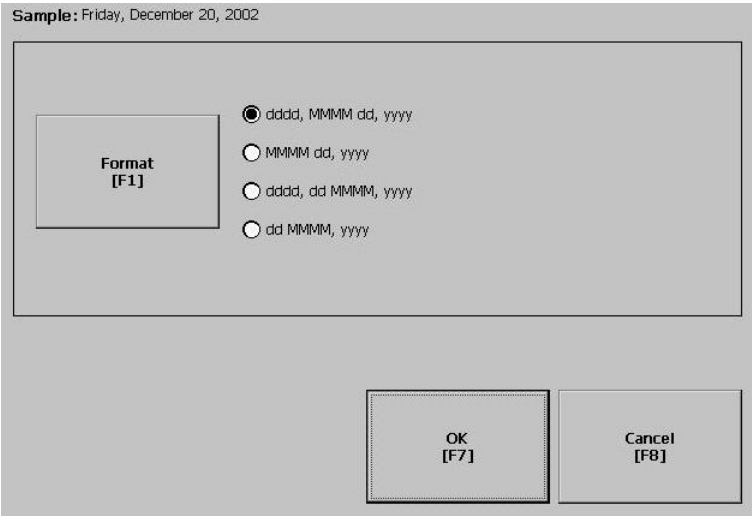 Sample: Friday, December 20, 2002
dddd, MMMM dd, yyyy
MMMM dd, yyyy
dddd, dd MMMM, yyyy
dd MMMM, yyyy
Format
[F1]
OK
[F7]
Cancel
[F8]